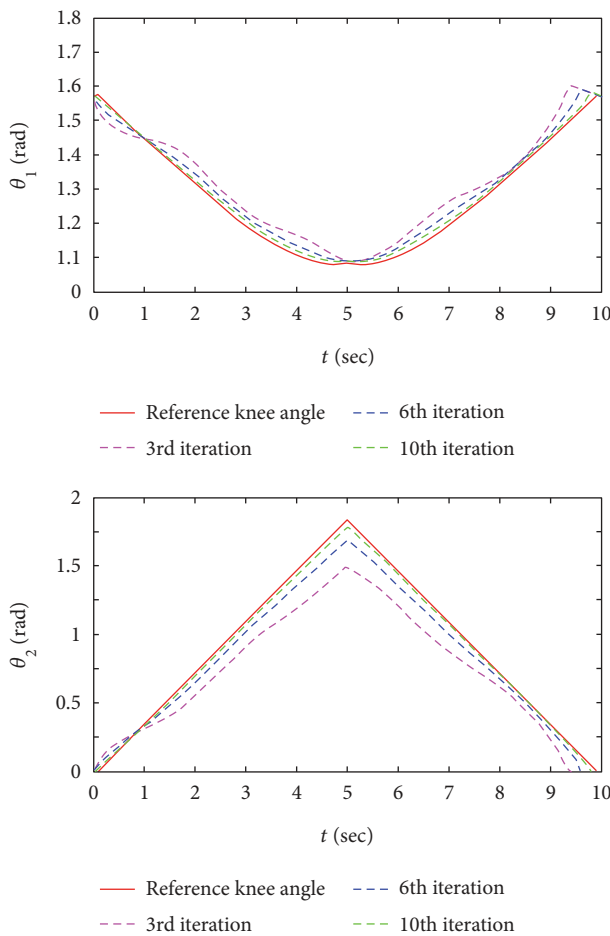 1.8
1.7
1.6
1.5
1.4
1.3
1.2
1.1
0
θ1 (rad)
0 1 2 3 4 5 6 7 8 9 10
t (sec)
Reference knee angle 6th iteration
3rd iteration 10th iteration
2
1.5
1
0.5
0
θ2 (rad)
0 1 2 3 4 5 6 7 8 9 10
t (sec)
Reference knee angle 6th iteration
3rd iteration 10th iteration